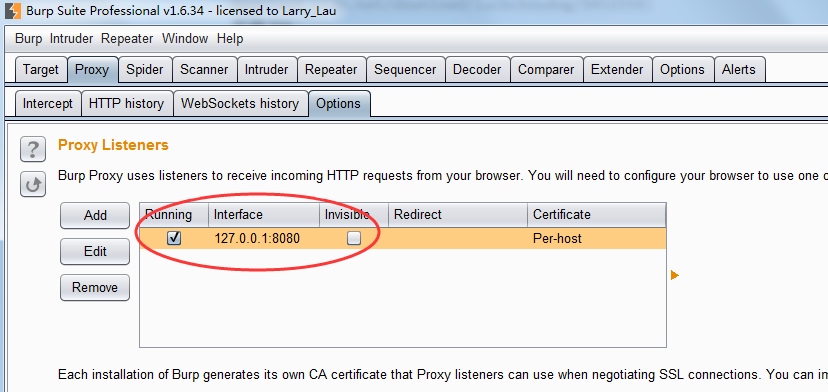 Burp Suite Professional v1.6.34 - licensed to Larry_Lau
Burp Intruder Repeater Window Help
Target Proxy Spider Scanner Intruder Repeater Sequencer Decoder Comparer Extender Options Alerts
Intercept HTTP history WebSockets history Options
? Proxy Listeners
Burp Proxy uses listeners to receive incoming HTTP requests from your browser. You will need to configure your browser to use one
Add Running Interface Invisible Redirect Certificate
127.0.0.1:8080 Per-host
Edit
Remove
Each installation of Burp generates its own CA certificate that Proxy listeners can use when negotiating SSL connections. You can